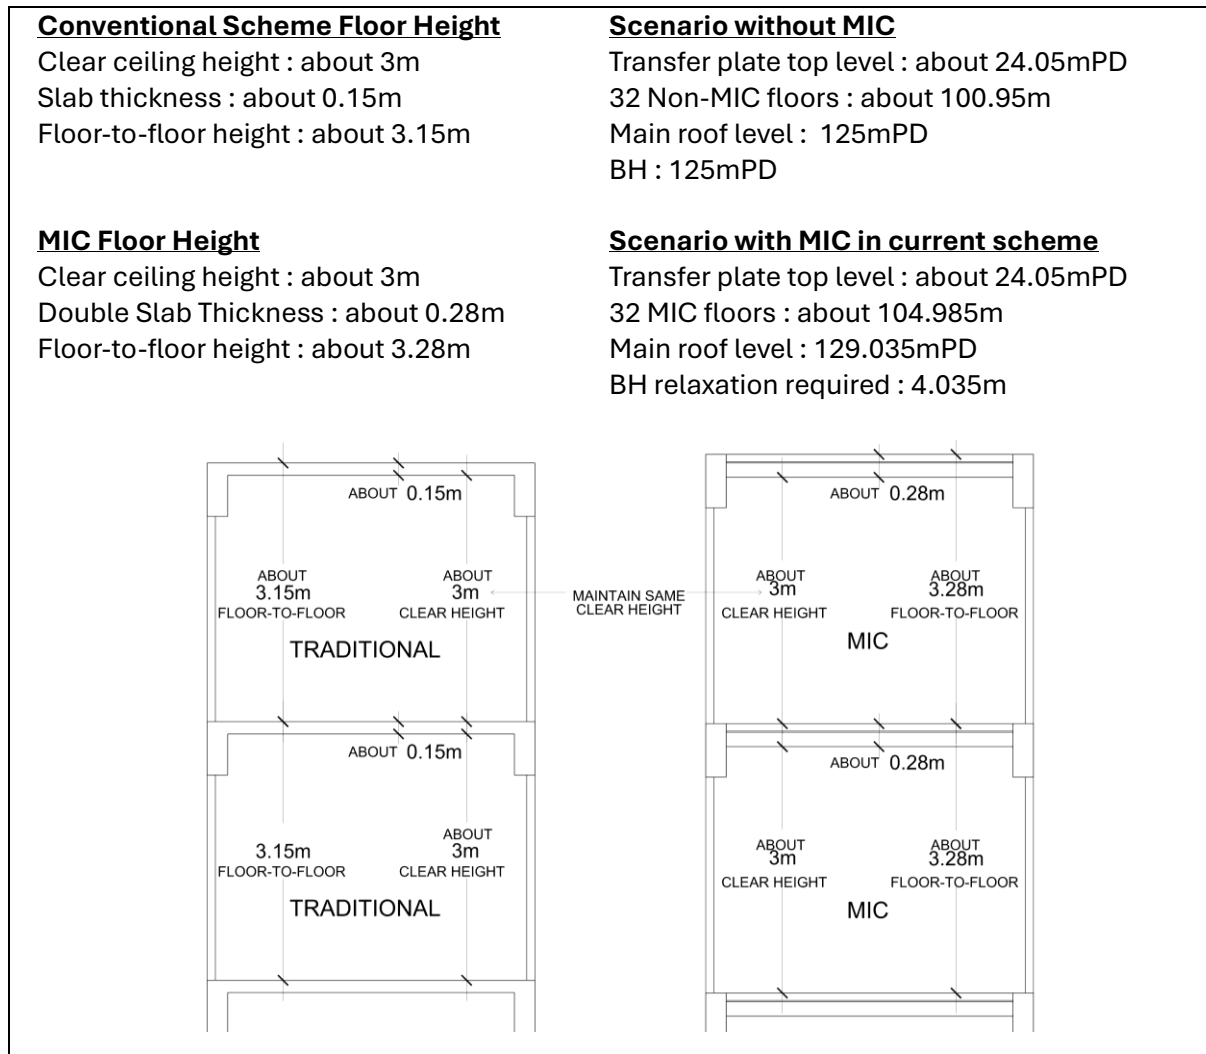 Conventional Scheme Floor Height
Clear ceiling height : about 3m
Slab thickness : about 0.15m
Floor-to-floor height : about 3.15m
Scenario without MIC
Transfer plate top level : about 24.05mPD
32 Non-MIC floors : about 100.95m
Main roof level :  125mPD
BH : 125mPD
MIC Floor Height
Clear ceiling height : about 3m
Double Slab Thickness : about 0.28m
Floor-to-floor height : about 3.28m
Scenario with MIC in current scheme
Transfer plate top level : about 24.05mPD
32 MIC floors : about 104.985m
Main roof level : 129.035mPD
BH relaxation required : 4.035m
ABOUT 0.15m
ABOUT
3.15m
FLOOR-TO-FLOOR
ABOUT
3m
CLEAR HEIGHT
TRADITIONAL
MAINTAIN SAME
CLEAR HEIGHT
ABOUT 0.28m
ABOUT
3m
CLEAR HEIGHT
ABOUT
3.28m
FLOOR-TO-FLOOR
MIC
ABOUT 0.15m
3.15m
FLOOR-TO-FLOOR
ABOUT
3m
CLEAR HEIGHT
TRADITIONAL
ABOUT 0.28m
ABOUT
3m
CLEAR HEIGHT
ABOUT
3.28m
FLOOR-TO-FLOOR
MIC